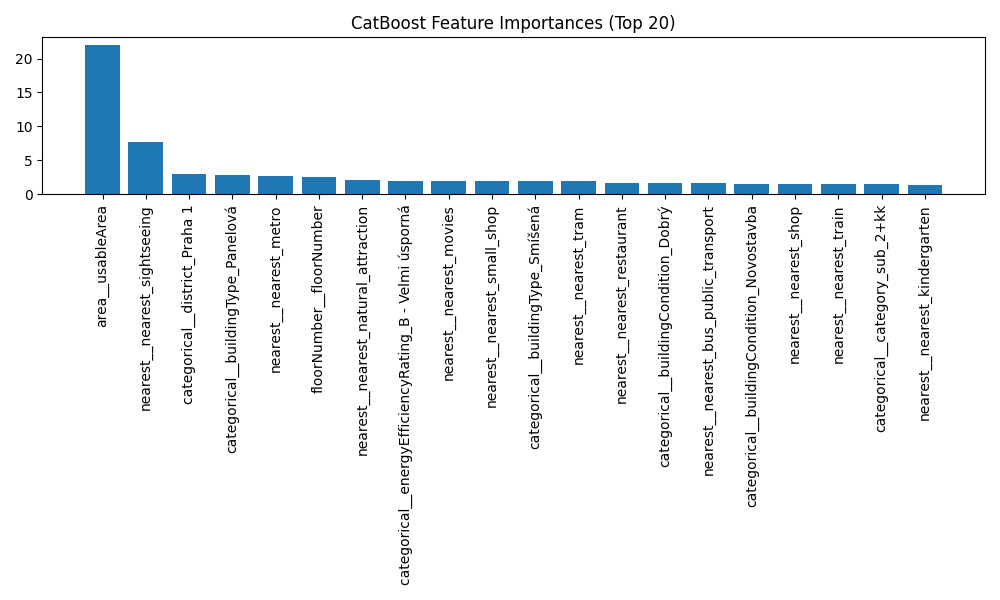 CatBoost Feature Importances (Top 20)
20
15
10
5
0
area__usableArea
nearest__nearest_sightseeing
categorical__district_Praha 1
categorical__buildingType_Panelová
nearest__nearest_metro
floorNumber__floorNumber
nearest__nearest_natural_attraction
categorical__energyEfficiencyRating_B - Velmi úsporná
nearest__nearest_movies
nearest__nearest_small_shop
categorical__buildingType_Smíšená
nearest__nearest_tram
nearest__nearest_restaurant
categorical__buildingCondition_Dobrý
nearest__nearest_bus_public_transport
categorical__buildingCondition_Novostavba
nearest__nearest_shop
nearest__nearest_train
categorical__category_sub_2+kk
nearest__nearest_kindergarten